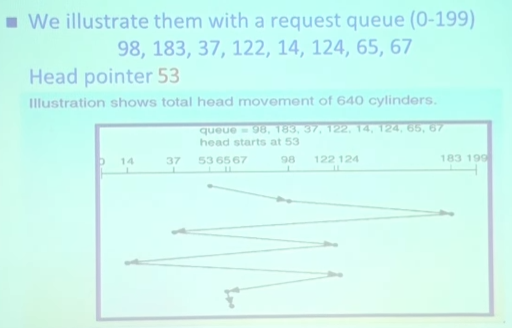 We illustrate them with a request queue (0-199)
98, 183, 37, 122, 14, 124, 65, 67
Head pointer 53
Illustration shows total head movement of 640 cylinders.
queue = 98, 183, 37, 122, 14, 124, 65, 67
head starts at 53
0 14 37 53 65 67 98 122 124 183 199